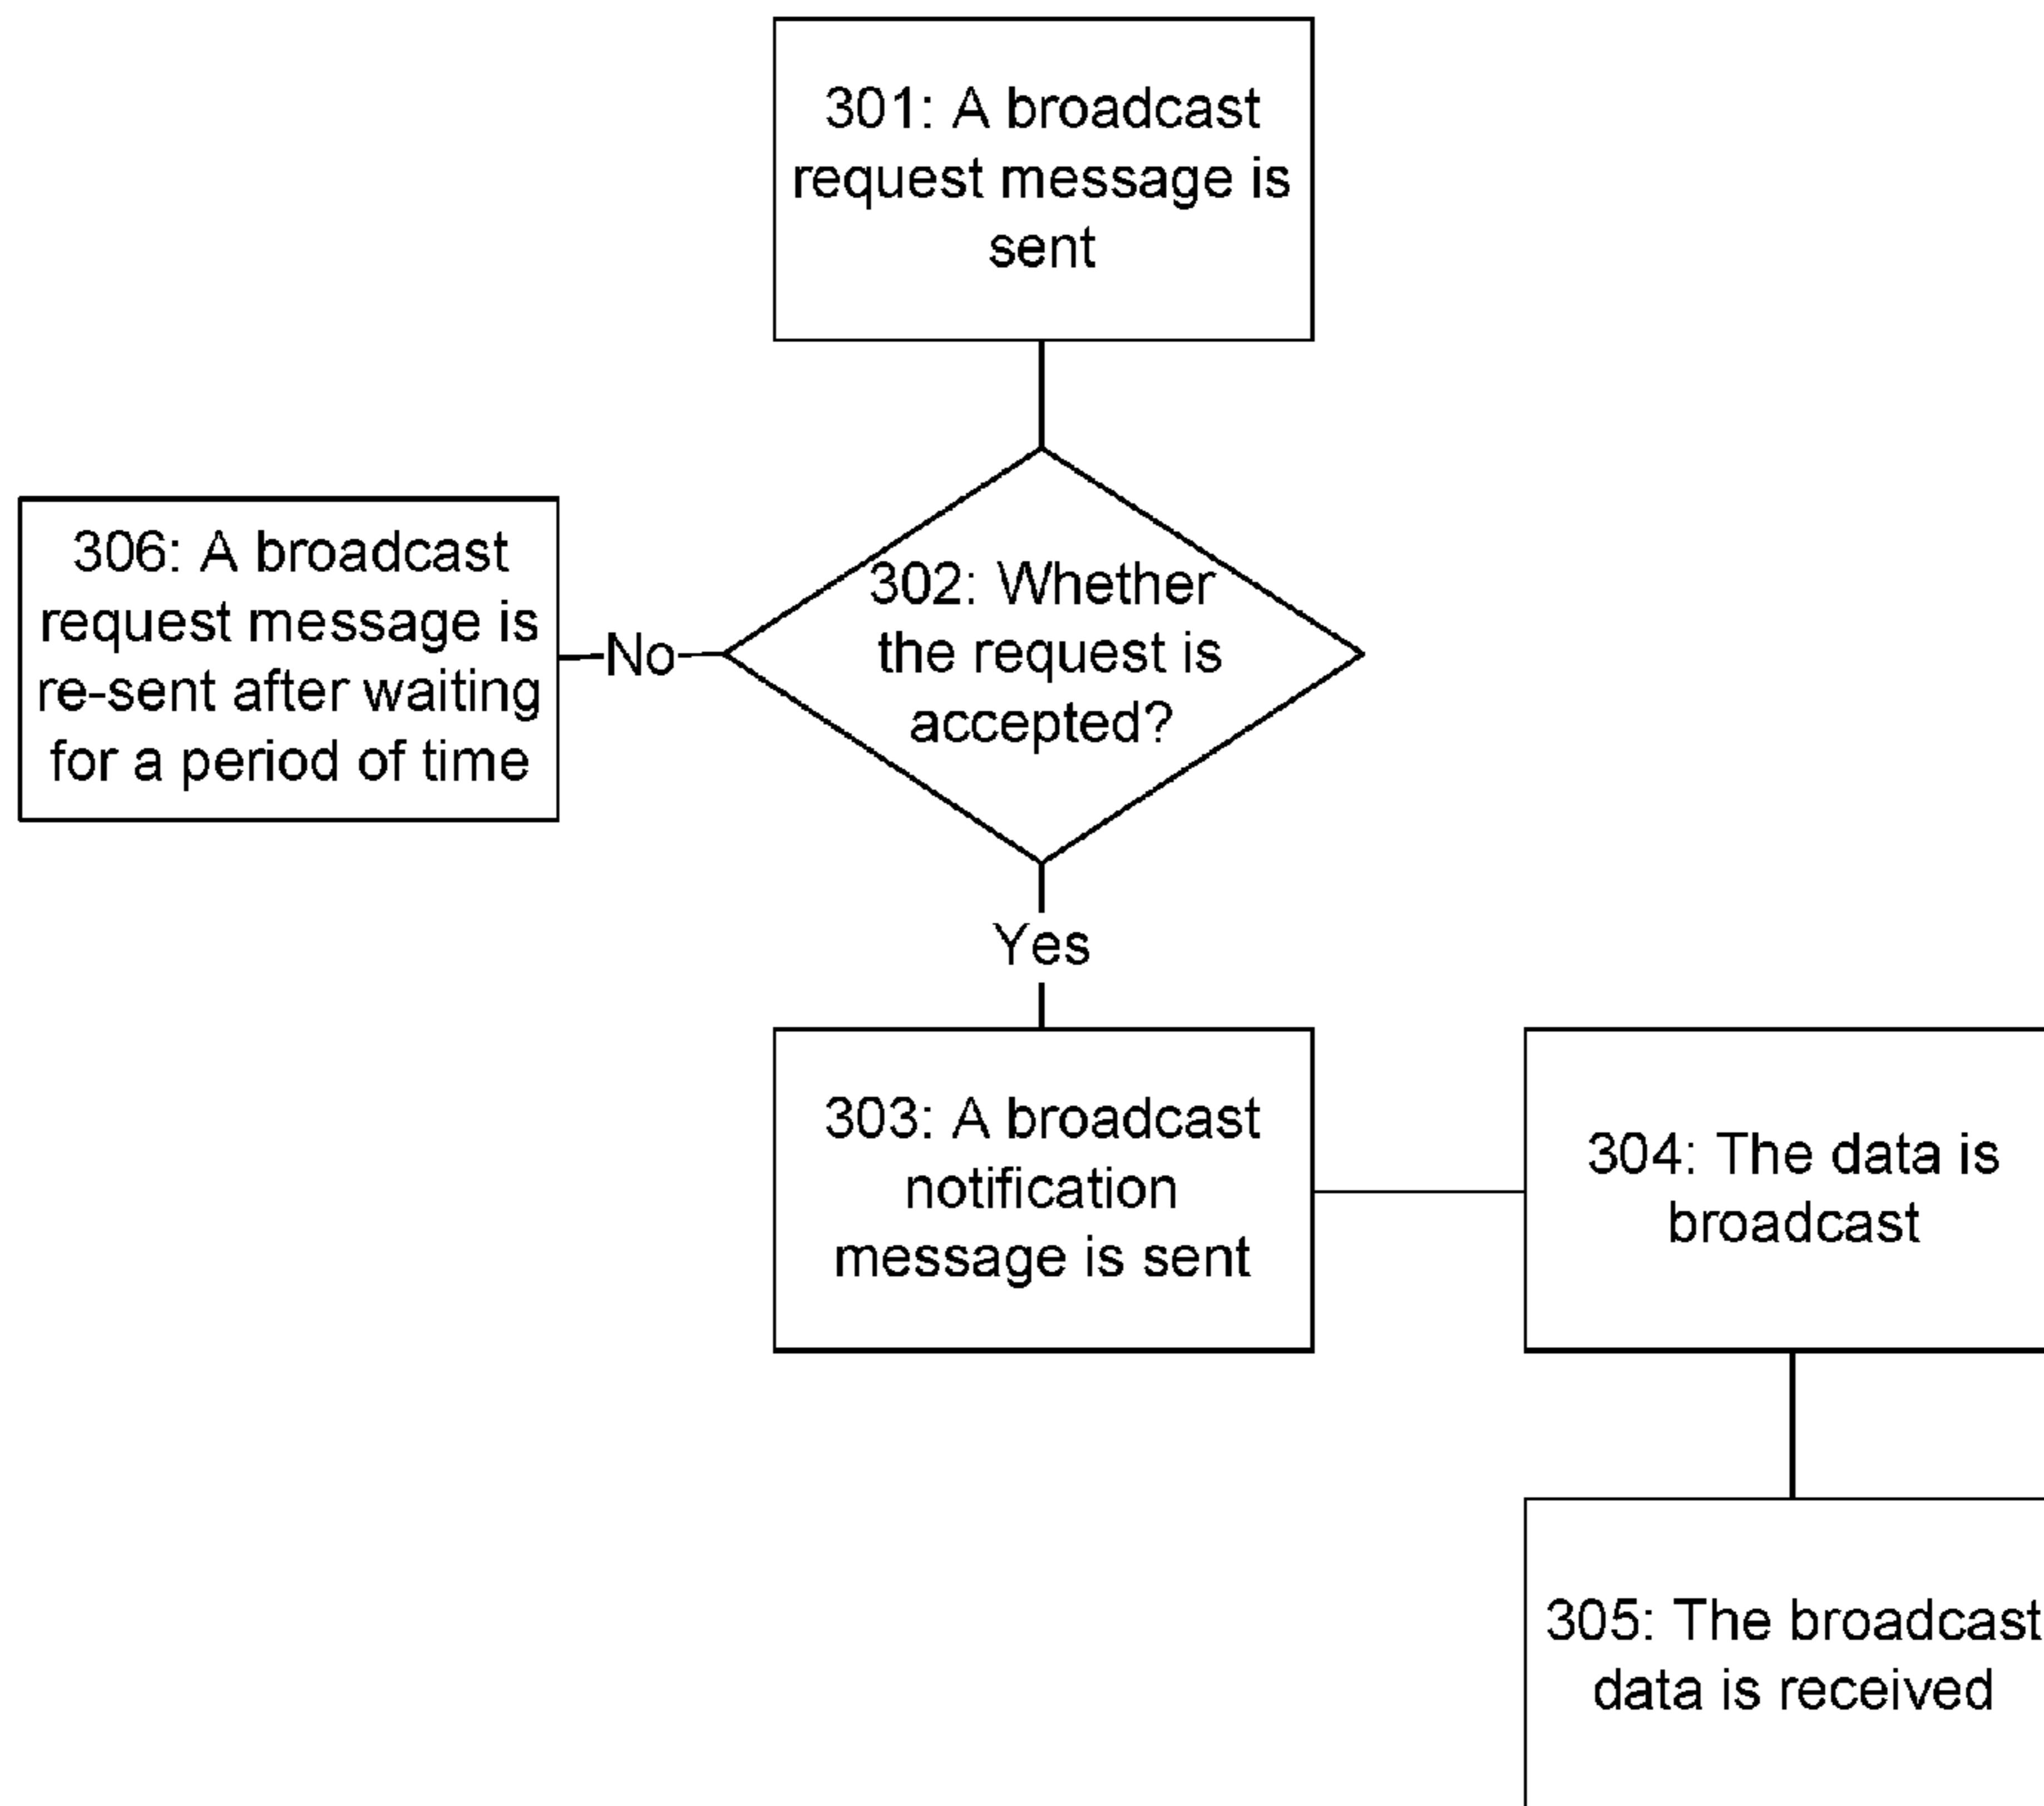 301: A broadcast
request message is
sent
306: A broadcast
request message is
re-sent after waiting
for a period of time
No
302: Whether
the request is
accepted?
Yes
303: A broadcast
notification
message is sent
304: The data is
broadcast
305: The broadcast
data is received